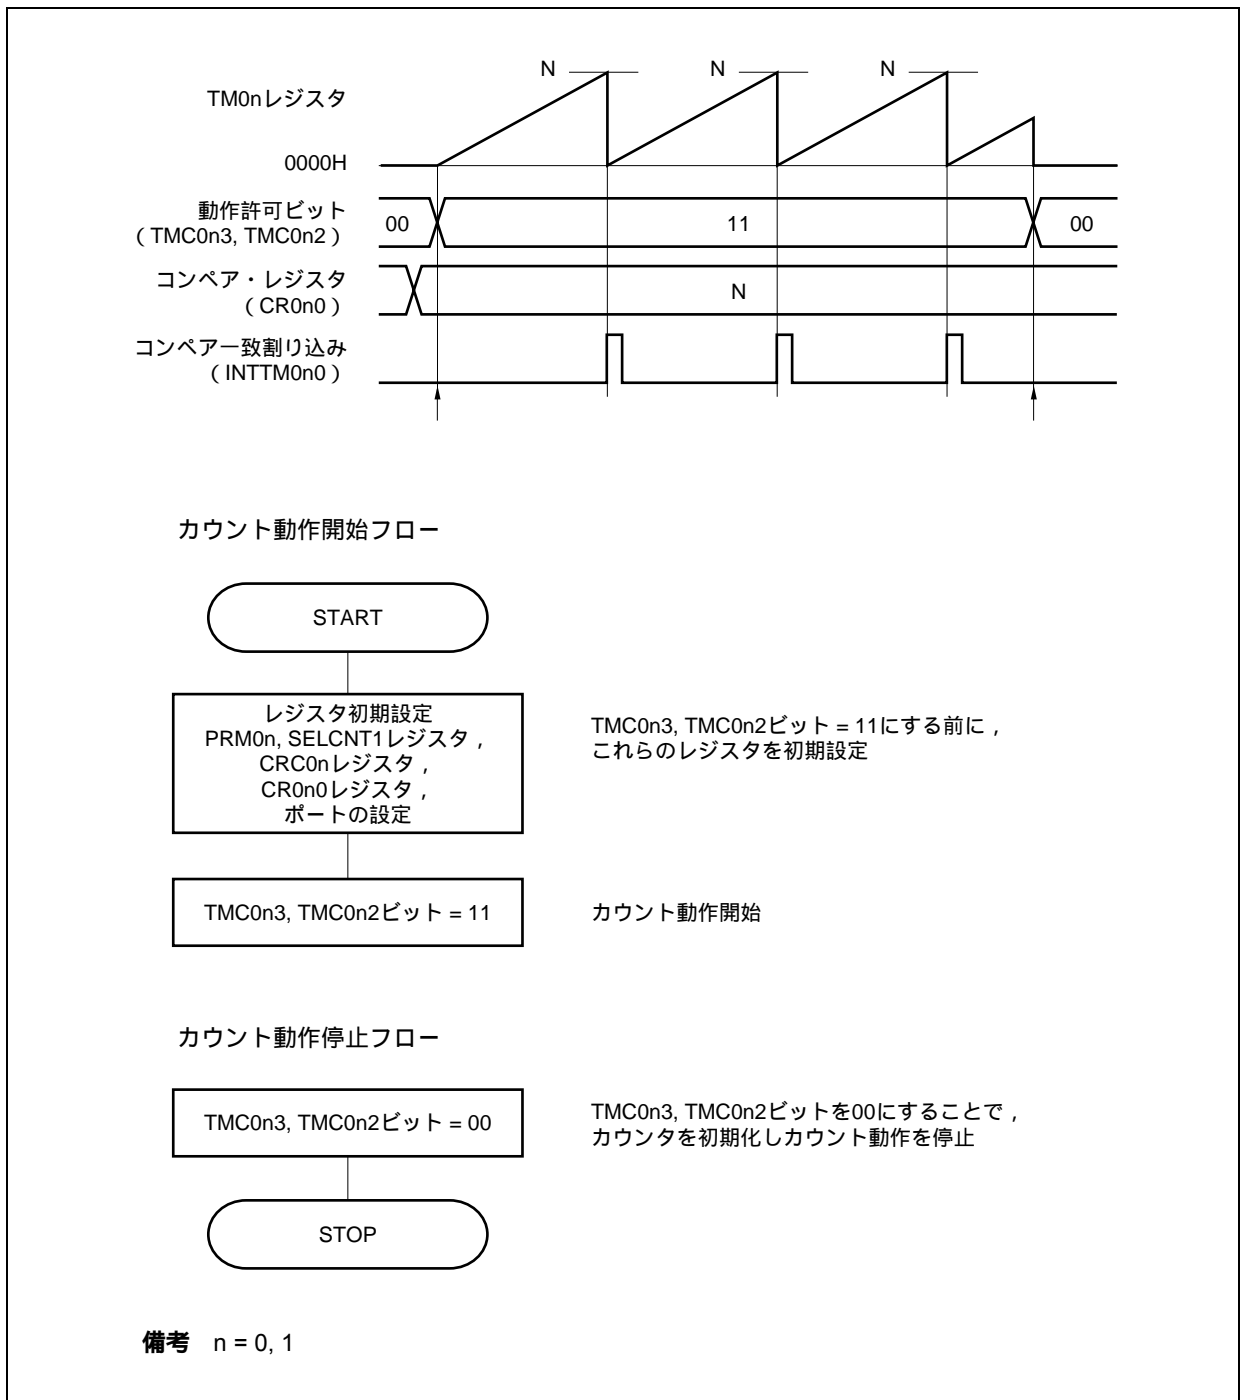 N N N
TM0nレジスタ
0000H
動作許可ビット
（TMC0n3, TMC0n2）
00 11 00
コンペア・レジスタ
（CR0n0）
N
コンペア一致割り込み
（INTTM0n0）
カウント動作開始フロー
START
レジスタ初期設定
PRM0n, SELCNT1レジスタ，
CRC0nレジスタ，
CR0n0レジスタ，
ポートの設定
TMC0n3, TMC0n2ビット = 11にする前に，
これらのレジスタを初期設定
TMC0n3, TMC0n2ビット = 11
カウント動作開始
カウント動作停止フロー
TMC0n3, TMC0n2ビット = 00
TMC0n3, TMC0n2ビットを00にすることで，
カウンタを初期化しカウント動作を停止
STOP
備考 n = 0, 1